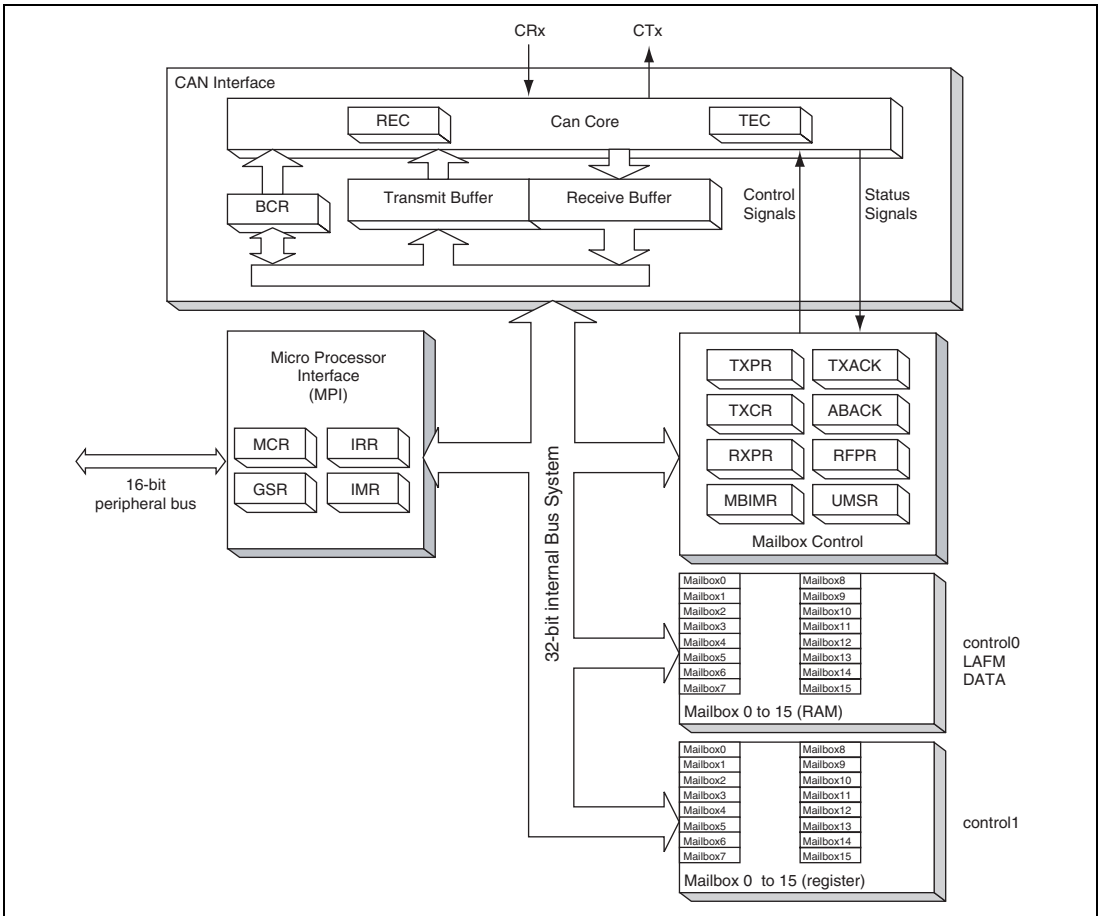 CRx
CTx
CAN Interface
REC
Can Core
TEC
BCR
Transmit Buffer
Receive Buffer
Control
Signals
Status
Signals
Micro Processor
Interface
(MPI)
MCR
IRR
GSR
IMR
16-bit
peripheral bus
32-bit internal Bus System
TXPR
TXACK
TXCR
ABACK
RXPR
RFPR
MBIMR
UMSR
Mailbox Control
Mailbox0
Mailbox1
Mailbox2
Mailbox3
Mailbox4
Mailbox5
Mailbox6
Mailbox7
Mailbox8
Mailbox9
Mailbox10
Mailbox11
Mailbox12
Mailbox13
Mailbox14
Mailbox15
Mailbox 0 to 15 (RAM)
control0
LAFM
DATA
Mailbox0
Mailbox1
Mailbox2
Mailbox3
Mailbox4
Mailbox5
Mailbox6
Mailbox7
Mailbox8
Mailbox9
Mailbox10
Mailbox11
Mailbox12
Mailbox13
Mailbox14
Mailbox15
Mailbox 0 to 15 (register)
control1